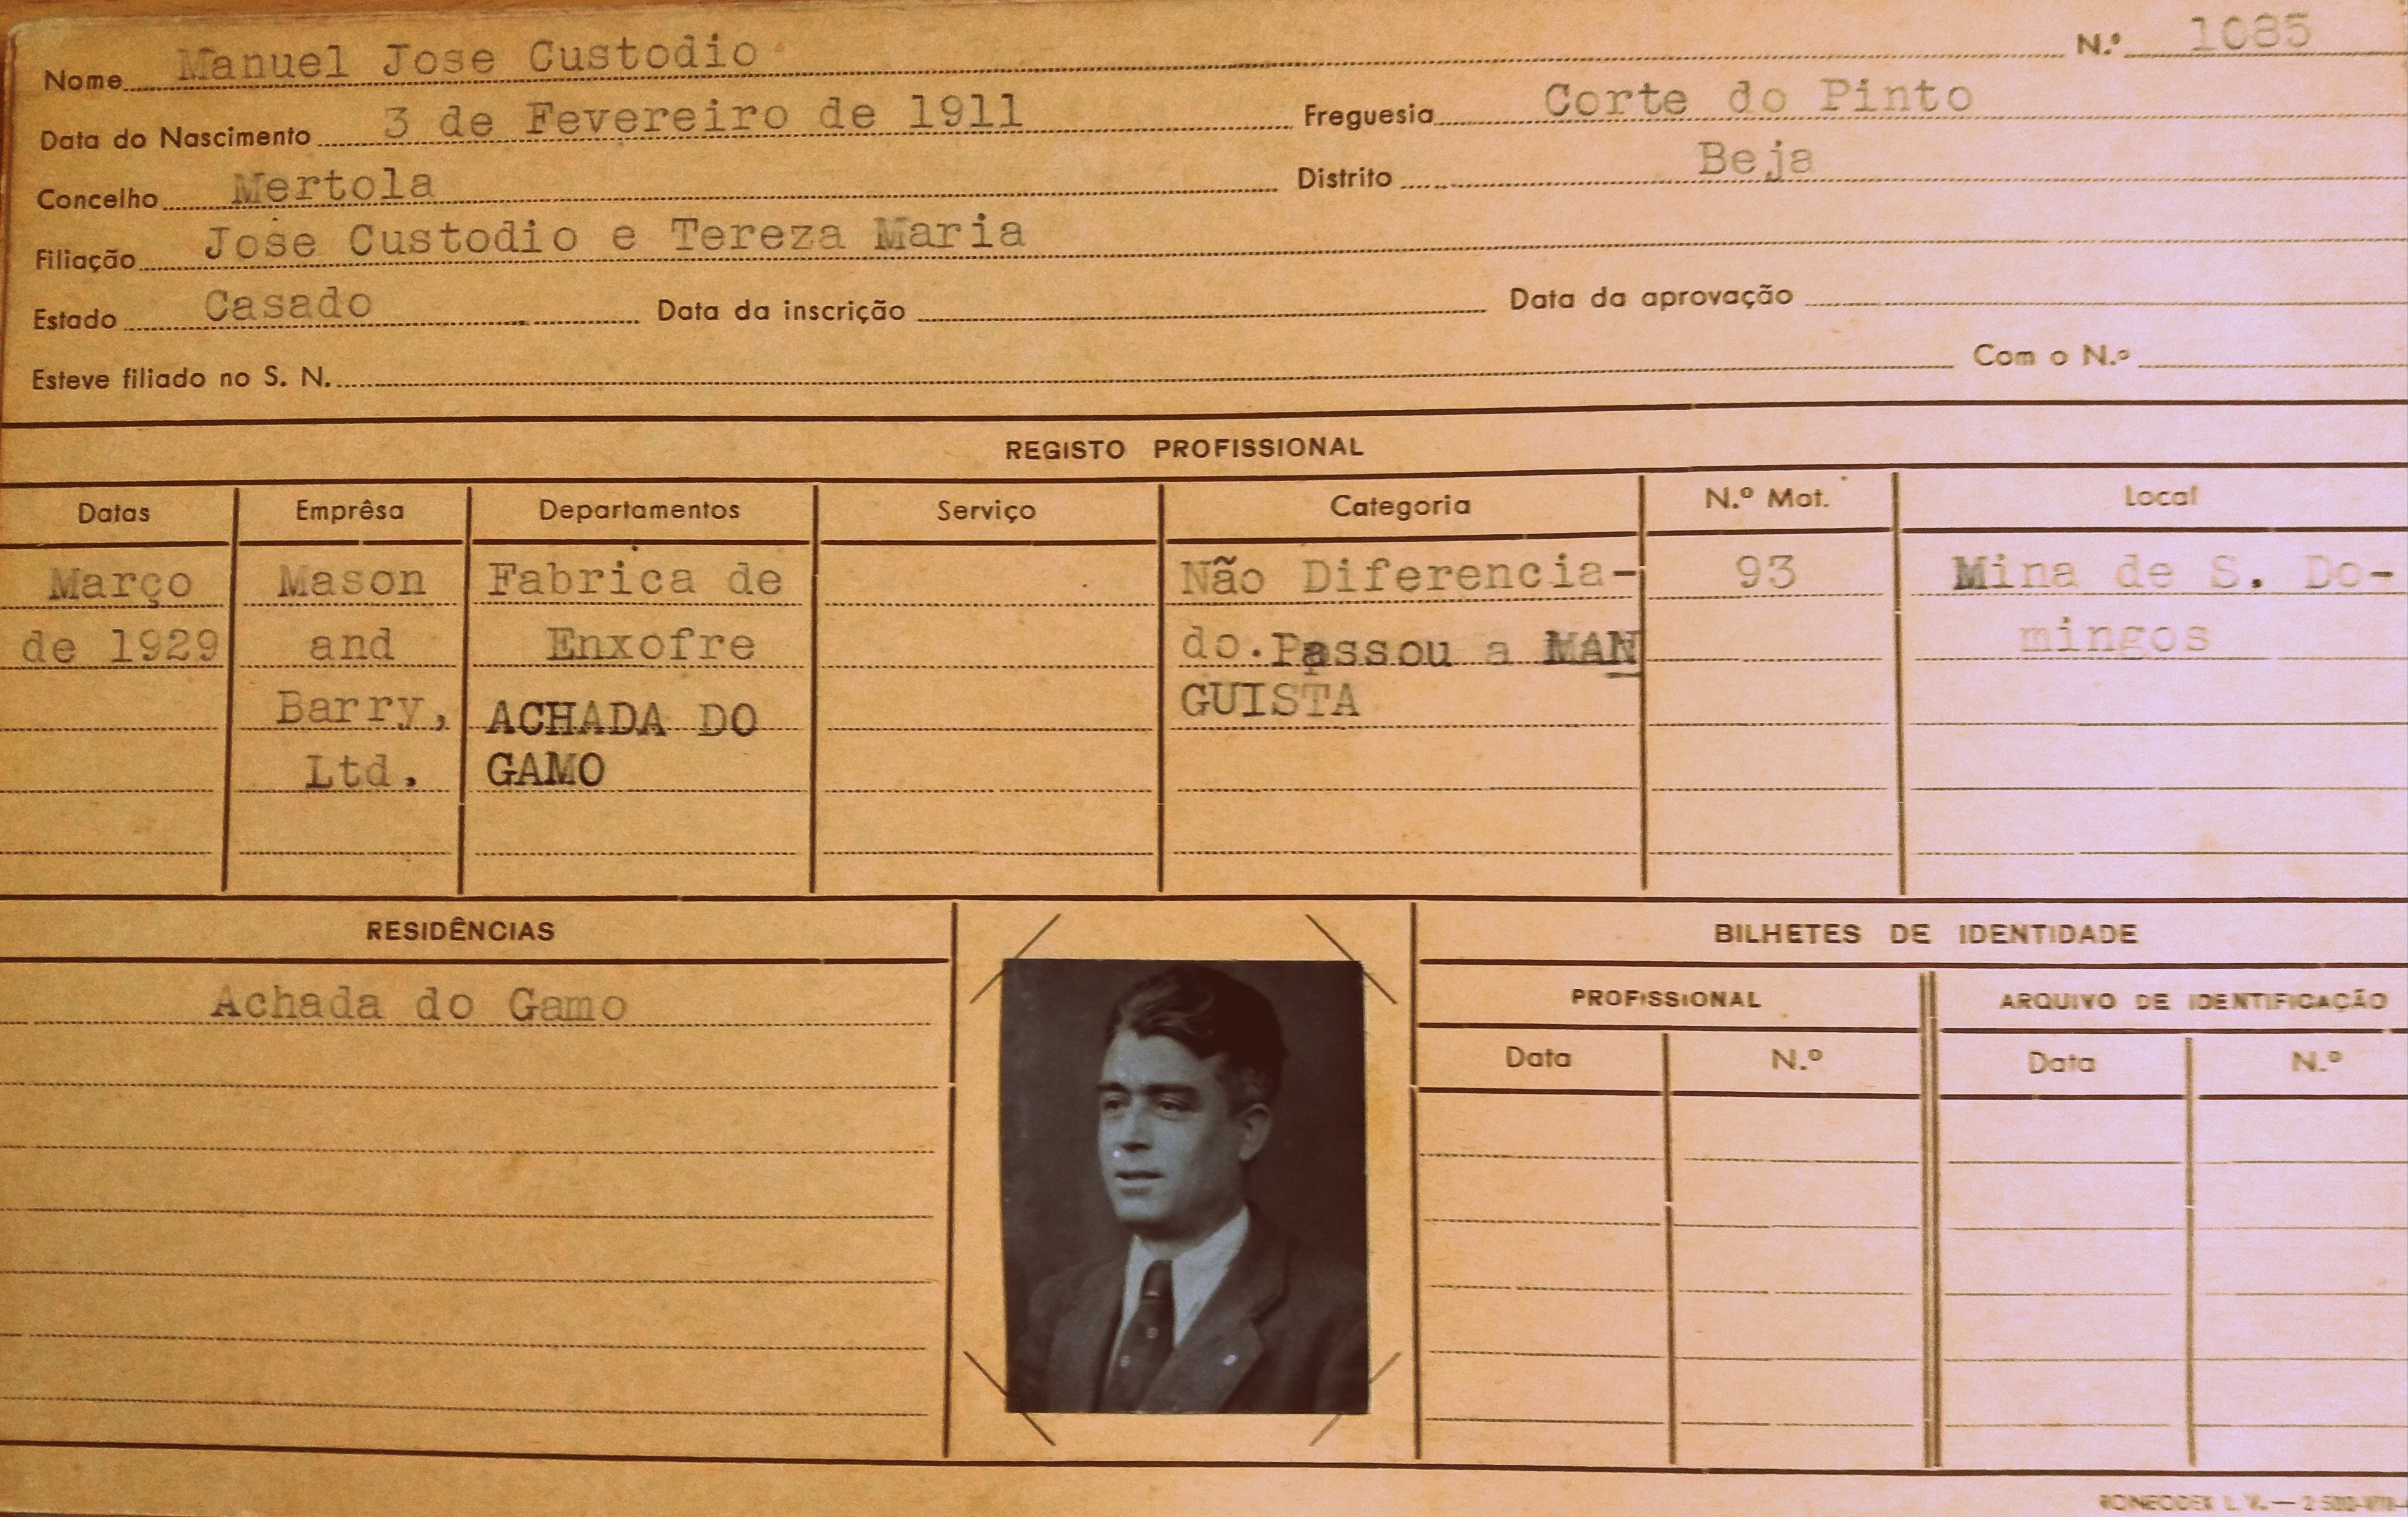 Nome Manuel Jose Custodio N.º 1085
Data do Nascimento 3 de Fevereiro de 1911 Freguesia Corte do Pinto
Concelho Mertola Distrito Beja
Filiação Jose Custodio e Tereza Maria
Estado Casado Data da inscrição Data da aprovação
Esteve filiado no S. N. Com o N.º
REGISTO PROFISSIONAL
Datas Emprêsa Departamentos Serviço Categoria N.º Mat. Local
Março Mason Fabrica de Não Diferencia- 93 Mina de S. Do-
de 1929 and Enxofre do. Passou a MAN mingos
Barry, ACHADA DO GUISTA
Ltd. GAMO
RESIDÊNCIAS BILHETES DE IDENTIDADE
Achada do Gamo PROFISSIONAL ARQUIVO DE IDENTIFICAÇÃO
Data N.º Data N.º